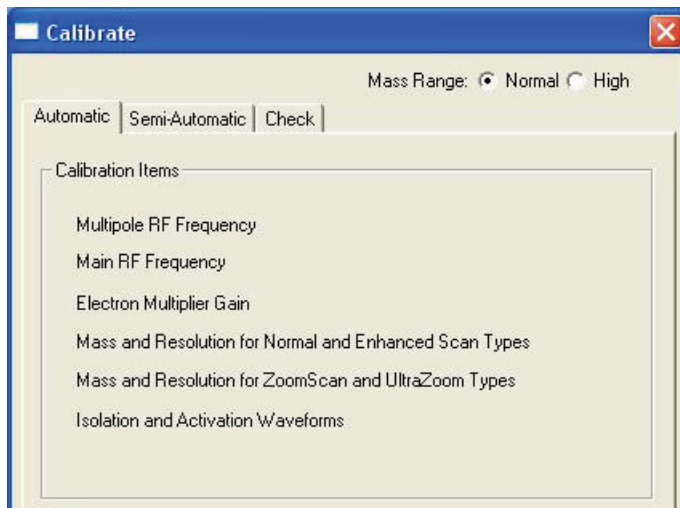 Calibrate
Mass Range: Normal High
Automatic Semi-Automatic Check
Calibration Items
Multipole RF Frequency
Main RF Frequency
Electron Multiplier Gain
Mass and Resolution for Normal and Enhanced Scan Types
Mass and Resolution for ZoomScan and UltraZoom Types
Isolation and Activation Waveforms